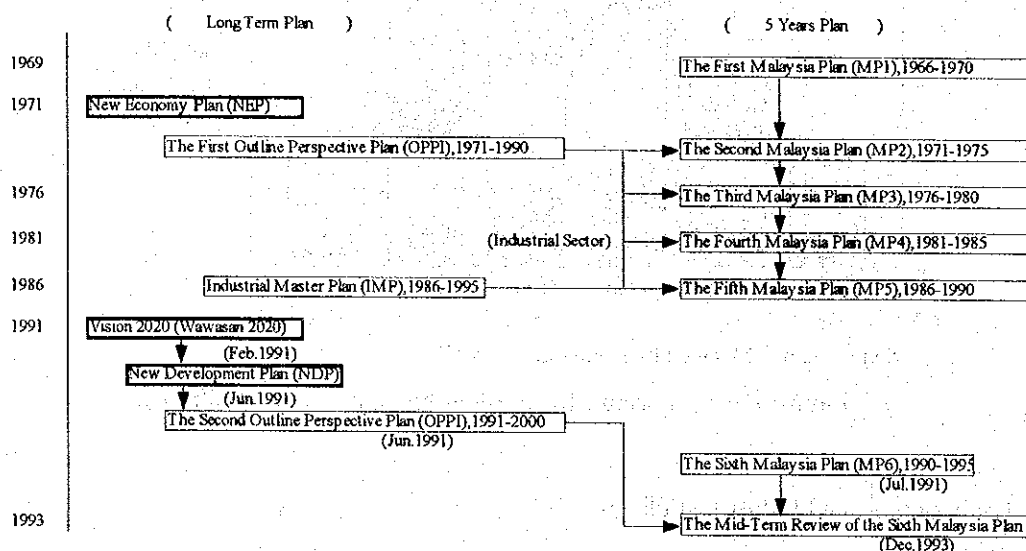 ( Long Term Plan ) ( 5 Years Plan )
1969 The First Malaysia Plan (MP1),1966-1970
1971 New Economy Plan (NEP)
The First Outline Perspective Plan (OPPI),1971-1990 The Second Malaysia Plan (MP2),1971-1975
1976 The Third Malaysia Plan (MP3),1976-1980
1981 (Industrial Sector) The Fourth Malaysia Plan (MP4),1981-1985
1986 Industrial Master Plan (IMP),1986-1995 The Fifth Malaysia Plan (MP5),1986-1990
1991 Vision 2020 (Wawasan 2020)
(Feb.1991)
New Development Plan (NDP)
(Jun.1991)
The Second Outline Perspective Plan (OPPI),1991-2000
(Jun.1991)
The Sixth Malaysia Plan (MP6),1990-1995
(Jul.1991)
1993 The Mid-Term Review of the Sixth Malaysia Plan
(Dec.1993)